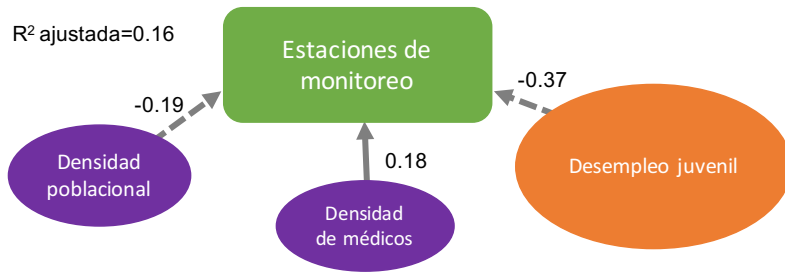 R² ajustada=0.16
Estaciones de
monitoreo
-0.19
-0.37
0.18
Densidad
poblacional
Desempleo juvenil
Densidad
de médicos